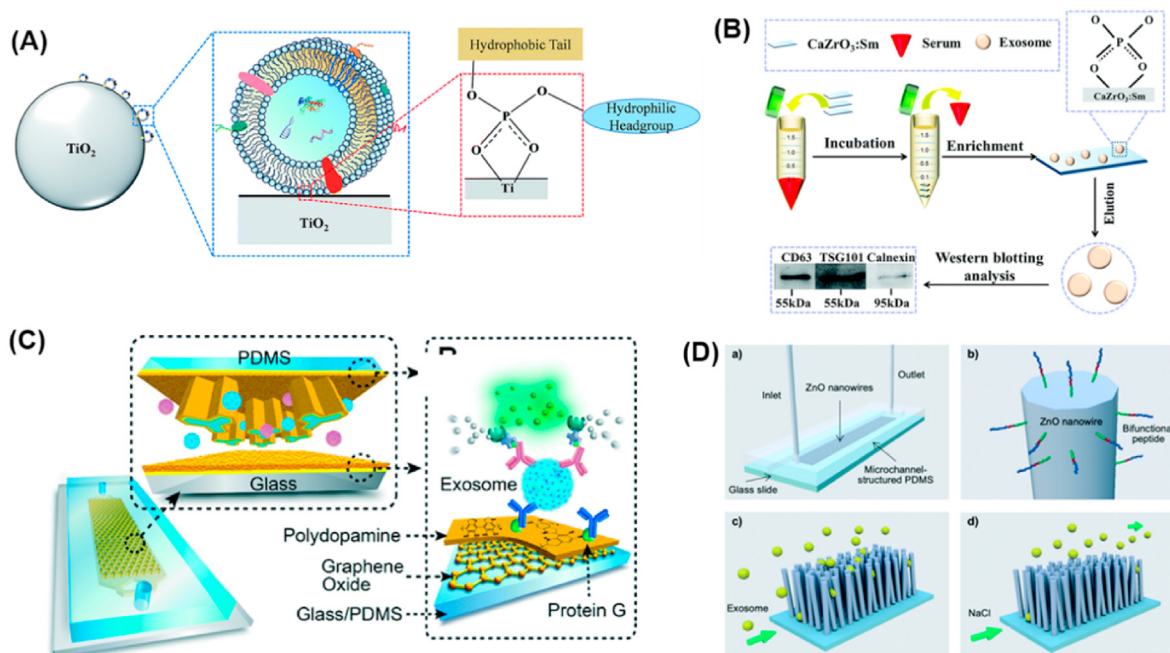 (A)
TiO2
TiO2
Hydrophobic Tail
O
O
P
Hydrophilic
Headgroup
O
O
Ti
(B)
CaZrO3:Sm
Serum
Exosome
O
O
P
O
O
CaZrO3:Sm
Incubation
Enrichment
Elution
CD63
TSG101
Calnexin
55kDa
55kDa
95kDa
Western blotting
analysis
(C)
PDMS
Glass
Exosome
Polydopamine
Graphene
Oxide
Glass/PDMS
Protein G
(D)
a)
Inlet
ZnO nanowires
Outlet
Glass slide
Microchannel-
structured PDMS
b)
ZnO nanowire
Bifunctional
peptide
c)
Exosome
d)
NaCl